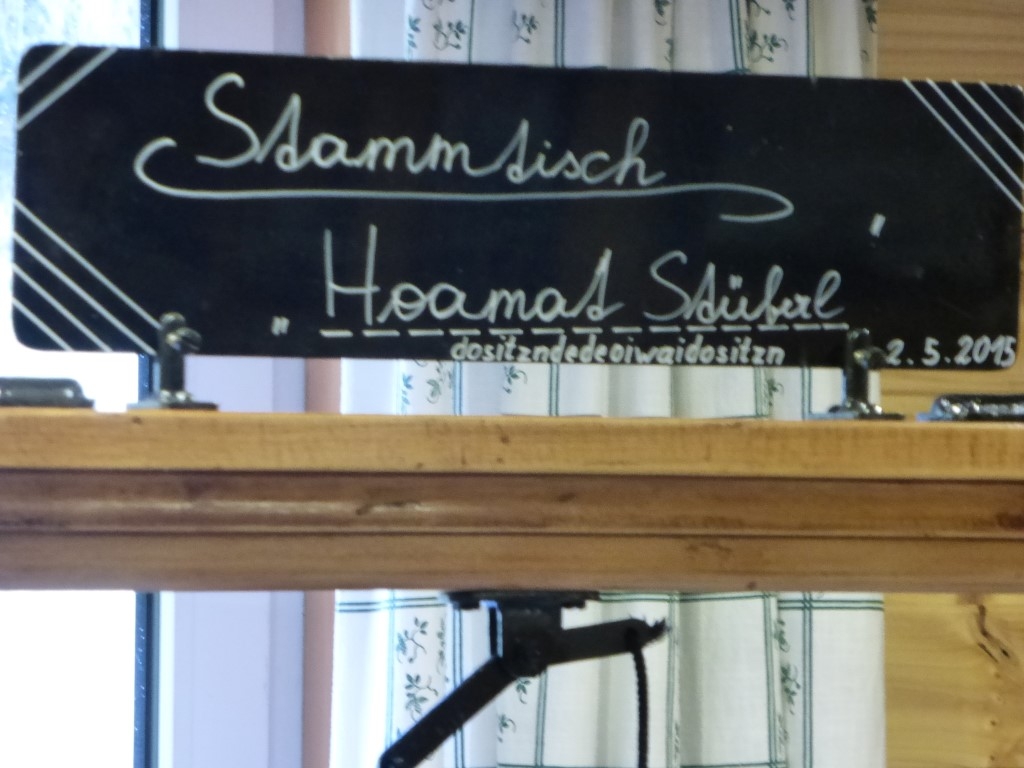 Stammtisch
„Hoamat Stüberl"
dositzndedeoiwaidositzn 2.5.2015